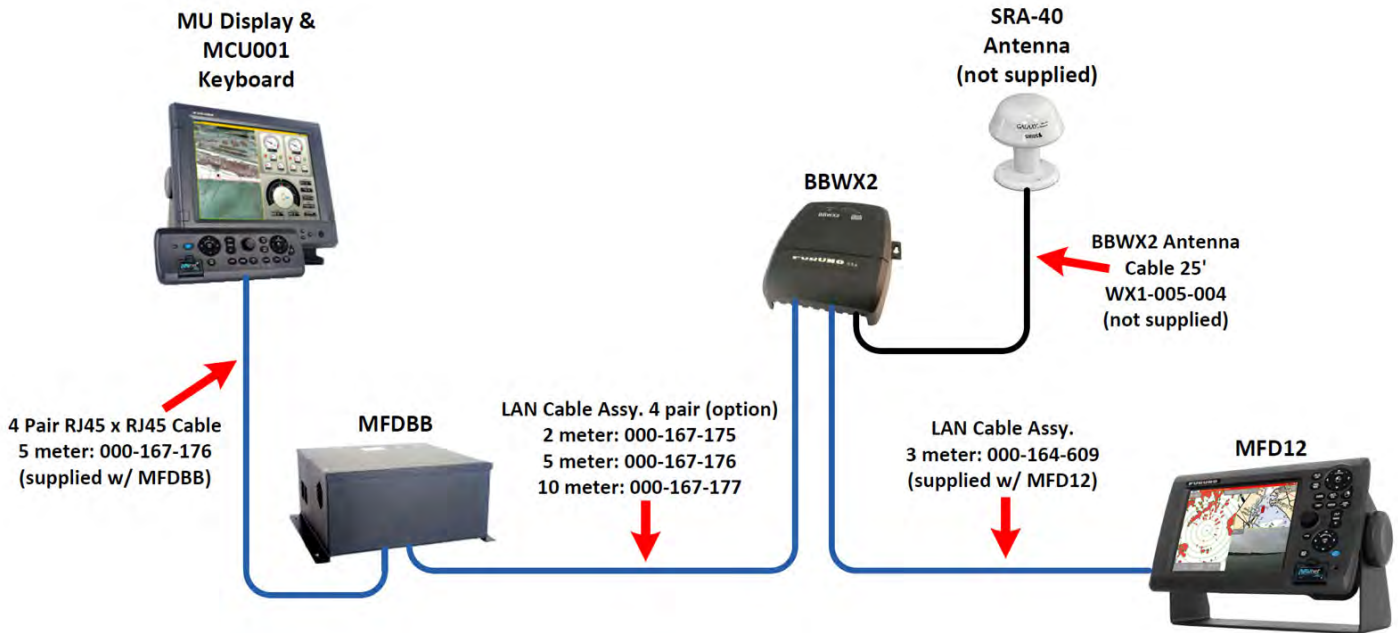 MU Display &
MCU001
Keyboard
SRA-40
Antenna
(not supplied)
GALAXY
BBWX2
BBWX2
FURUNO
FURUNO
BBWX2 Antenna
Cable 25'
WX1-005-004
(not supplied)
4 Pair RJ45 x RJ45 Cable
5 meter: 000-167-176
(supplied w/ MFDBB)
MFDBB
LAN Cable Assy. 4 pair (option)
2 meter: 000-167-175
5 meter: 000-167-176
10 meter: 000-167-177
LAN Cable Assy.
3 meter: 000-164-609
(supplied w/ MFD12)
MFD12
FURUNO